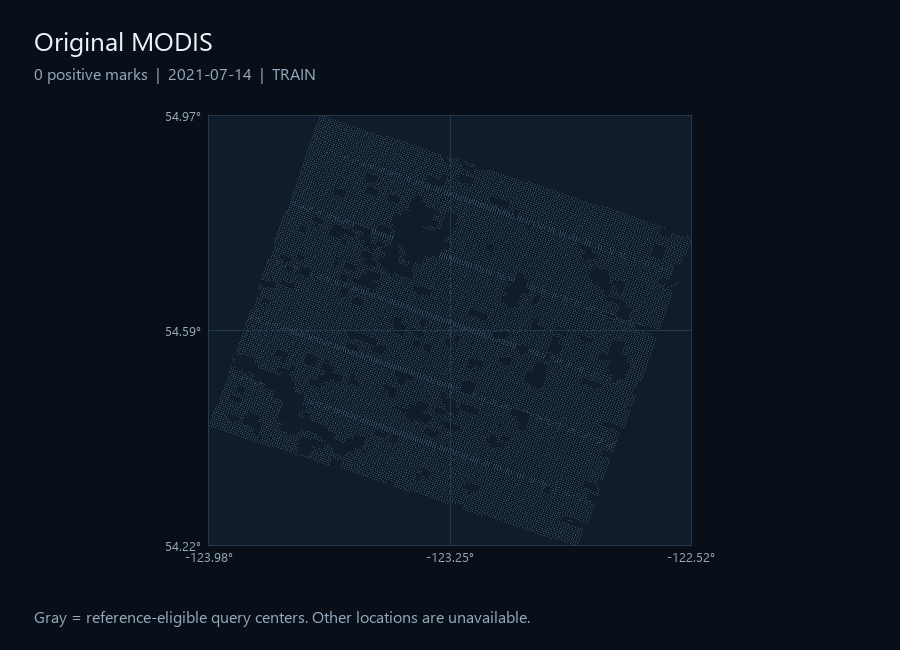 Original MODIS
0 positive marks | 2021-07-14 | TRAIN
54.97°
54.59°
54.22°
-123.98°
-123.25°
-122.52°
Gray = reference-eligible query centers. Other locations are unavailable.